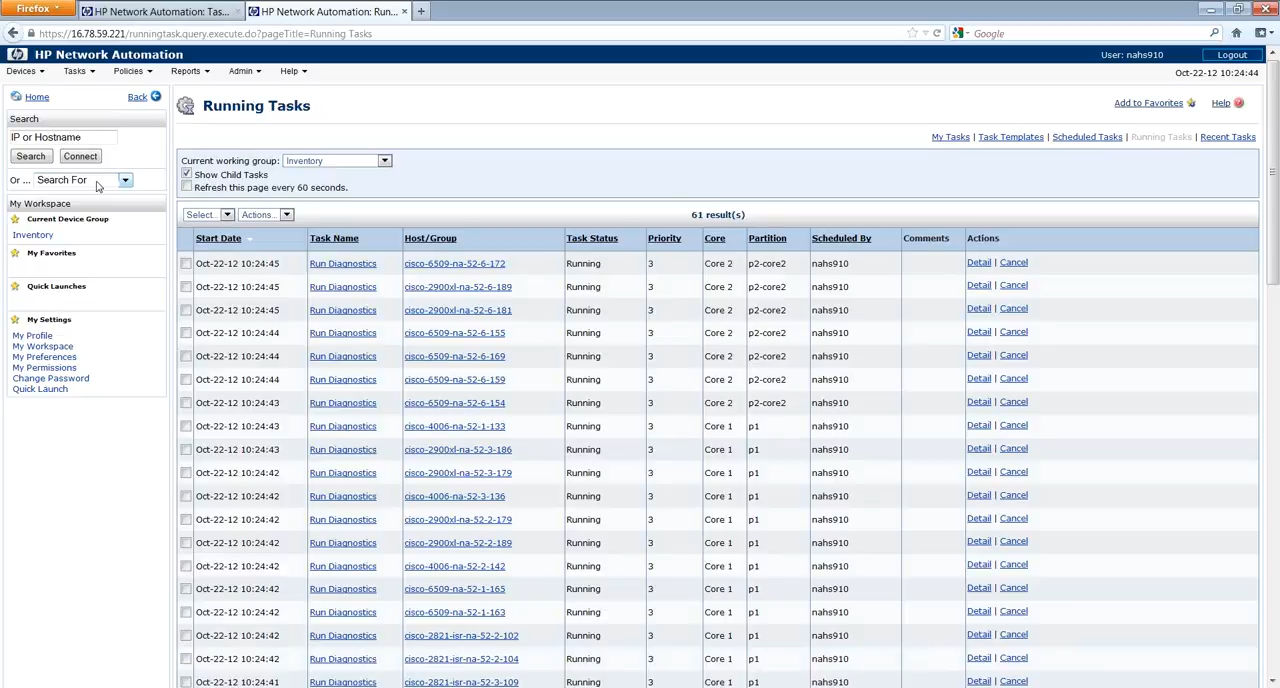 Firefox
HP Network Automation: Tas...
HP Network Automation: Run...
https://16.78.59.221/runningtask.query.execute.do?pageTitle=Running Tasks
Google
HP Network Automation
User: nahs910
Logout
Devices Tasks Policies Reports Admin Help
Oct-22-12 10:24:44
Home
Back
Search
IP or Hostname
Search
Connect
Or ... Search For
My Workspace
Current Device Group
Inventory
My Favorites
Quick Launches
My Settings
My Profile
My Workspace
My Preferences
My Permissions
Change Password
Quick Launch
Running Tasks
Add to Favorites
Help
My Tasks | Task Templates | Scheduled Tasks | Running Tasks | Recent Tasks
Current working group: Inventory
Show Child Tasks
Refresh this page every 60 seconds.
Select.. Actions..
61 result(s)
Start Date Task Name Host/Group Task Status Priority Core Partition Scheduled By Comments Actions
Oct-22-12 10:24:45 Run Diagnostics cisco-6509-na-52-6-172 Running 3 Core 2 p2-core2 nahs910 Detail | Cancel
Oct-22-12 10:24:45 Run Diagnostics cisco-2900xl-na-52-6-189 Running 3 Core 2 p2-core2 nahs910 Detail | Cancel
Oct-22-12 10:24:45 Run Diagnostics cisco-2900xl-na-52-6-181 Running 3 Core 2 p2-core2 nahs910 Detail | Cancel
Oct-22-12 10:24:44 Run Diagnostics cisco-6509-na-52-6-155 Running 3 Core 2 p2-core2 nahs910 Detail | Cancel
Oct-22-12 10:24:44 Run Diagnostics cisco-6509-na-52-6-169 Running 3 Core 2 p2-core2 nahs910 Detail | Cancel
Oct-22-12 10:24:44 Run Diagnostics cisco-6509-na-52-6-159 Running 3 Core 2 p2-core2 nahs910 Detail | Cancel
Oct-22-12 10:24:43 Run Diagnostics cisco-6509-na-52-6-154 Running 3 Core 2 p2-core2 nahs910 Detail | Cancel
Oct-22-12 10:24:43 Run Diagnostics cisco-4006-na-52-1-133 Running 3 Core 1 p1 nahs910 Detail | Cancel
Oct-22-12 10:24:43 Run Diagnostics cisco-2900xl-na-52-3-186 Running 3 Core 1 p1 nahs910 Detail | Cancel
Oct-22-12 10:24:42 Run Diagnostics cisco-2900xl-na-52-3-179 Running 3 Core 1 p1 nahs910 Detail | Cancel
Oct-22-12 10:24:42 Run Diagnostics cisco-4006-na-52-3-136 Running 3 Core 1 p1 nahs910 Detail | Cancel
Oct-22-12 10:24:42 Run Diagnostics cisco-2900xl-na-52-2-179 Running 3 Core 1 p1 nahs910 Detail | Cancel
Oct-22-12 10:24:42 Run Diagnostics cisco-2900xl-na-52-2-189 Running 3 Core 1 p1 nahs910 Detail | Cancel
Oct-22-12 10:24:42 Run Diagnostics cisco-4006-na-52-2-142 Running 3 Core 1 p1 nahs910 Detail | Cancel
Oct-22-12 10:24:42 Run Diagnostics cisco-6509-na-52-1-165 Running 3 Core 1 p1 nahs910 Detail | Cancel
Oct-22-12 10:24:42 Run Diagnostics cisco-6509-na-52-1-163 Running 3 Core 1 p1 nahs910 Detail | Cancel
Oct-22-12 10:24:42 Run Diagnostics cisco-2821-isr-na-52-2-102 Running 3 Core 1 p1 nahs910 Detail | Cancel
Oct-22-12 10:24:42 Run Diagnostics cisco-2821-isr-na-52-2-104 Running 3 Core 1 p1 nahs910 Detail | Cancel
Oct-22-12 10:24:41 Run Diagnostics cisco-2821-isr-na-52-3-109 Running 3 Core 1 p1 nahs910 Detail | Cancel